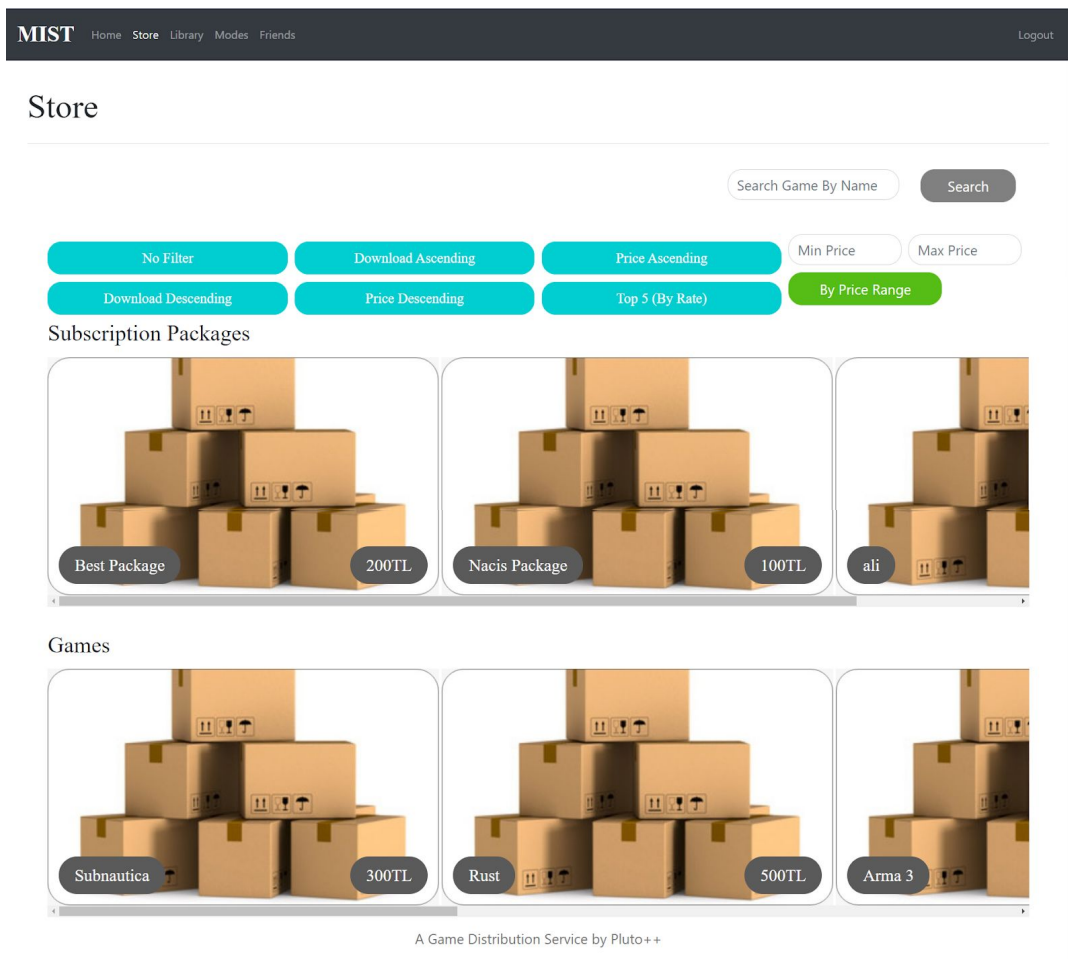 MIST Home Store Library Modes Friends Logout
Store
Search Game By Name Search
No Filter Download Ascending Price Ascending Min Price Max Price
Download Descending Price Descending Top 5 (By Rate) By Price Range
Subscription Packages
Best Package 200TL Nacis Package 100TL ali
Games
Subnautica 300TL Rust 500TL Arma 3
A Game Distribution Service by Pluto++